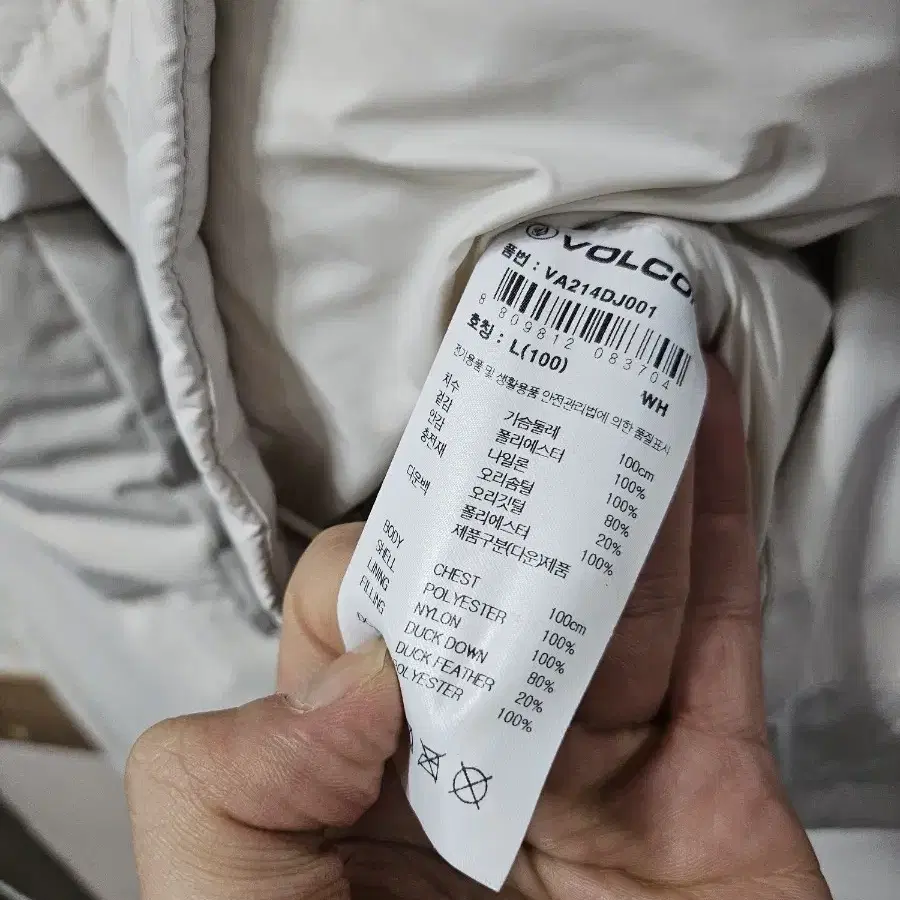 VOLCO
품번 : VA214DJ001
8 809812 083704
호칭 : L(100) WH
전기용품 및 생활용품 안전관리법에 의한 품질표시
치수 가슴둘레 100cm
겉감 폴리에스터 100%
안감 나일론 100%
충전재 오리솜털 80%
오리깃털 20%
다운백 폴리에스터 100%
제품구분(다운)제품
BODY CHEST 100cm
SHELL POLYESTER 100%
LINING NYLON 100%
FILLING DUCK DOWN 80%
DUCK FEATHER 20%
POLYESTER 100%